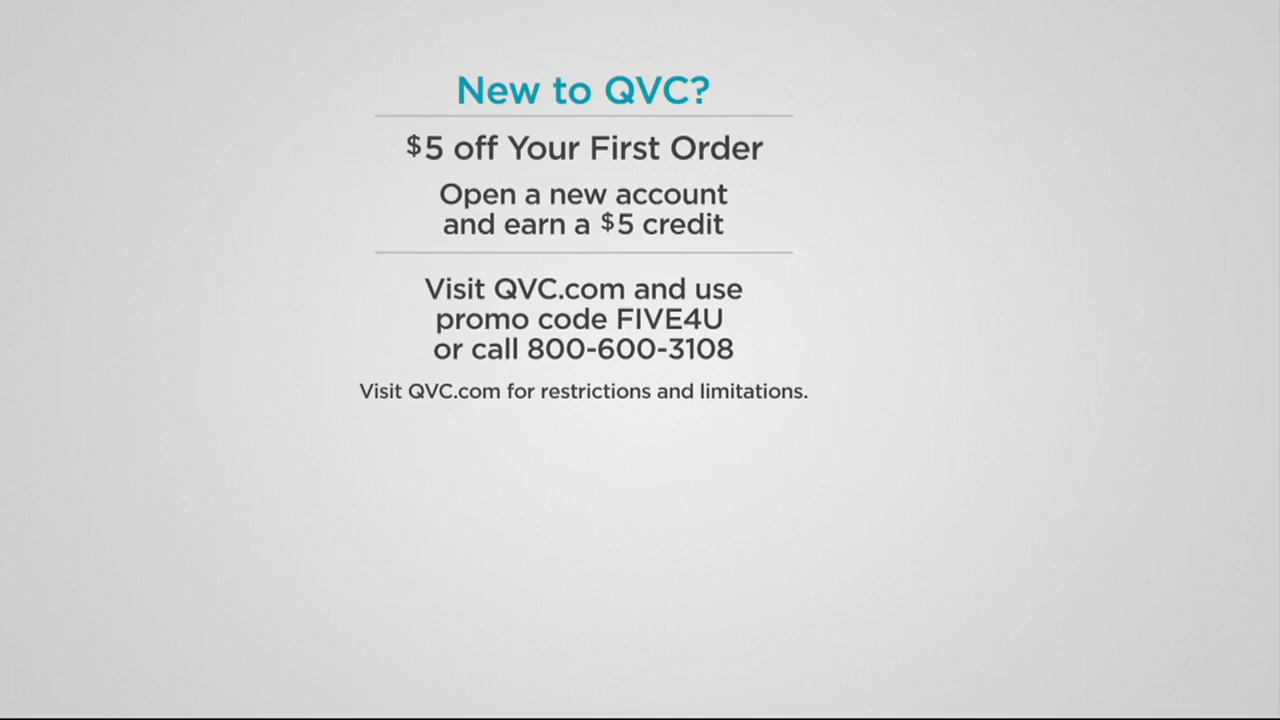 New to QVC?
$5 off Your First Order
Open a new account
and earn a $5 credit
Visit QVC.com and use
promo code FIVE4U
or call 800-600-3108
Visit QVC.com for restrictions and limitations.